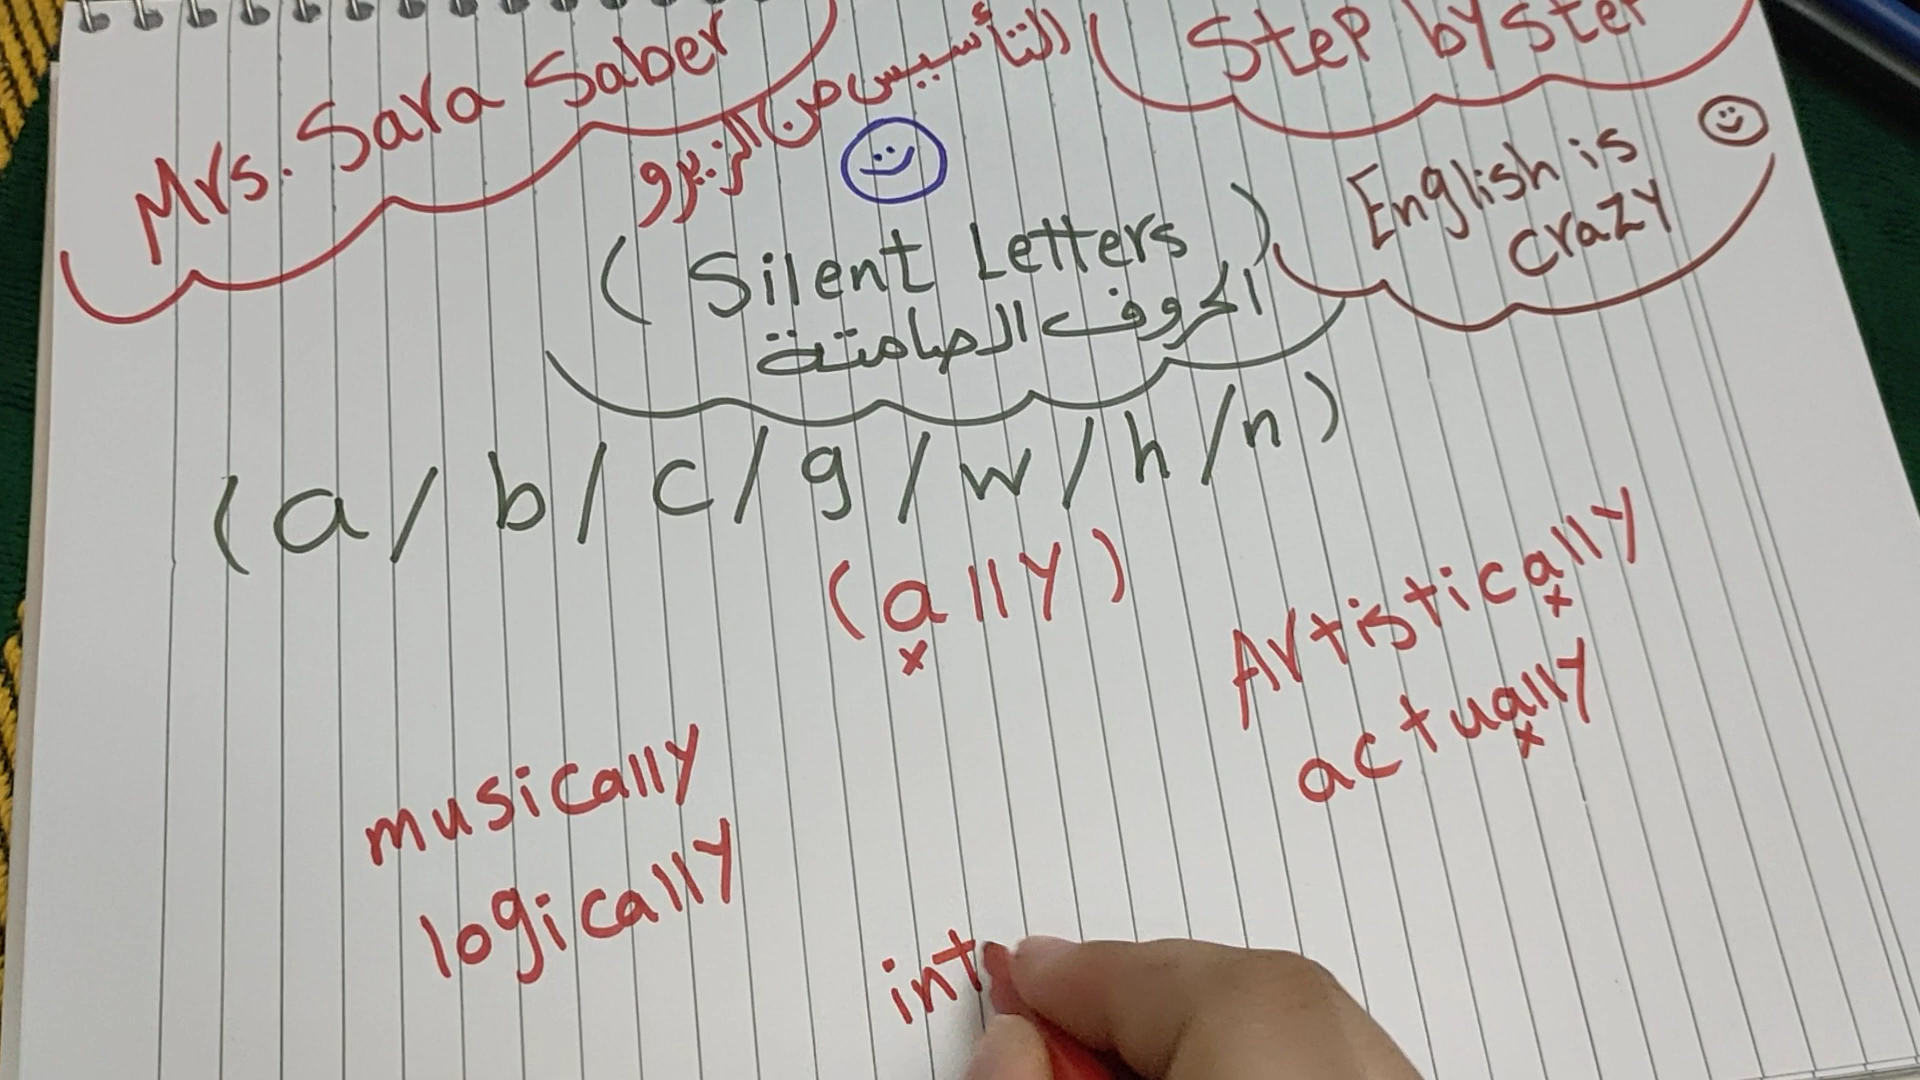 Mrs. Sara Saber
التأسيس من الزيرو
Step by Step
English is
crazy
( Silent Letters )
الحروف الصامتة
( a / b / c / g / w / h / n )
( ally )
x
Artistically
x
actually
x
musically
logically
int